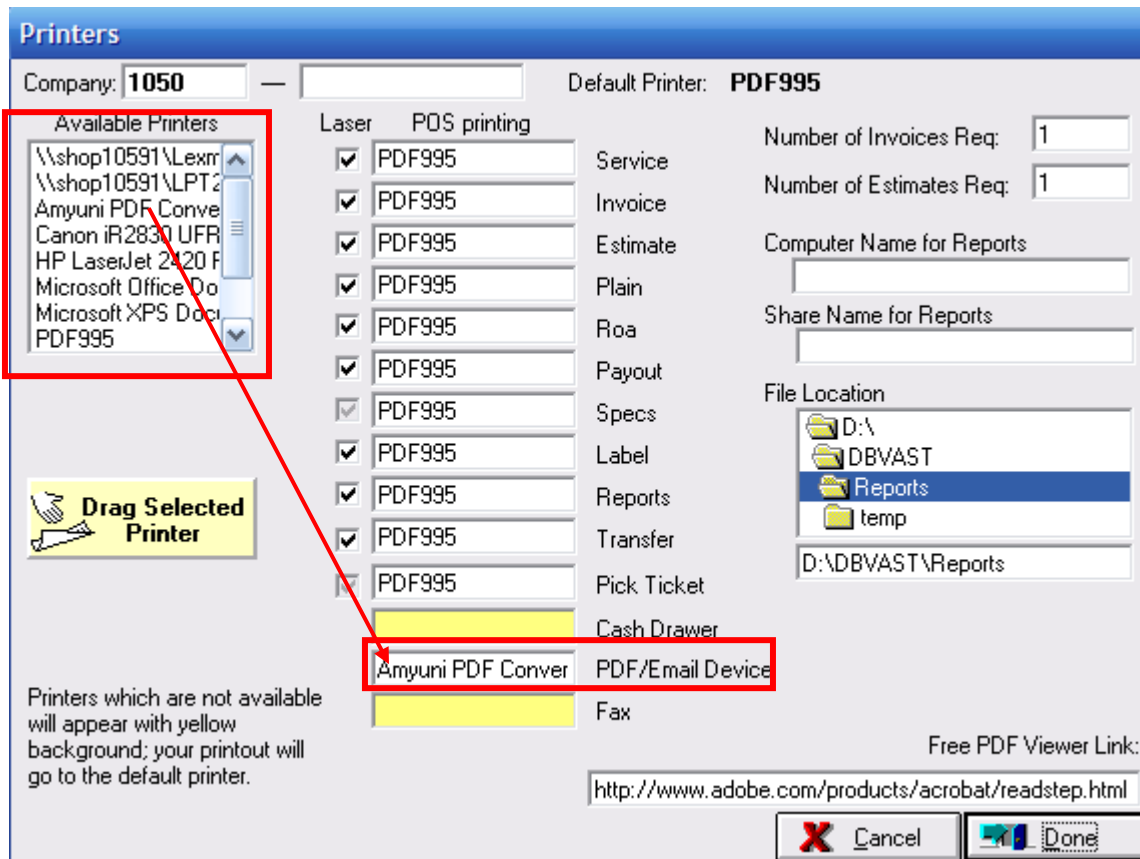 Printers
Company: 1050 —
Default Printer: PDF995
Available Printers
\\shop10591\Lexm
\\shop10591\LPT2
Amyuni PDF Conve
Canon iR2830 UFR
HP LaserJet 2420 F
Microsoft Office Do
Microsoft XPS Docu
PDF995
Drag Selected
Printer
Printers which are not available
will appear with yellow
background; your printout will
go to the default printer.
Laser POS printing
PDF995 Service
PDF995 Invoice
PDF995 Estimate
PDF995 Plain
PDF995 Roa
PDF995 Payout
PDF995 Specs
PDF995 Label
PDF995 Reports
PDF995 Transfer
PDF995 Pick Ticket
Cash Drawer
Amyuni PDF Conver PDF/Email Device
Fax
Number of Invoices Req: 1
Number of Estimates Req: 1
Computer Name for Reports
Share Name for Reports
File Location
D:\
DBVAST
Reports
temp
D:\DBVAST\Reports
Free PDF Viewer Link:
http://www.adobe.com/products/acrobat/readstep.html
Cancel
Done